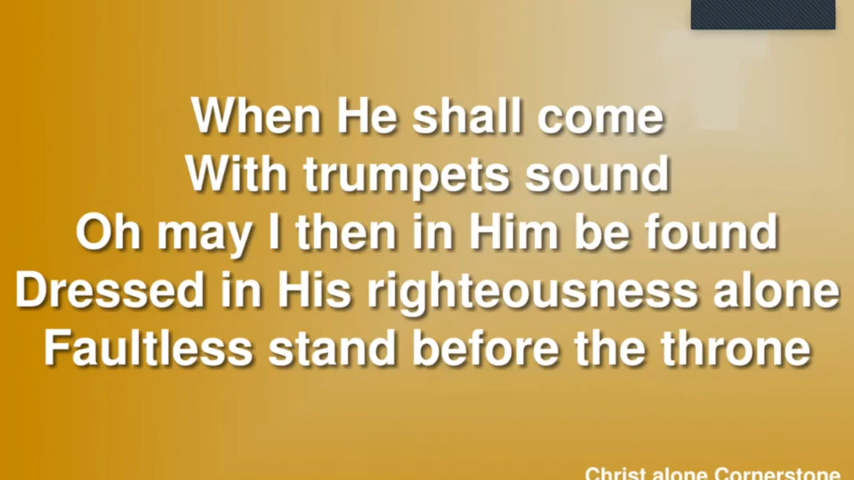 When He shall come
With trumpets sound
Oh may I then in Him be found
Dressed in His righteousness alone
Faultless stand before the throne
Christ alone Cornerstone